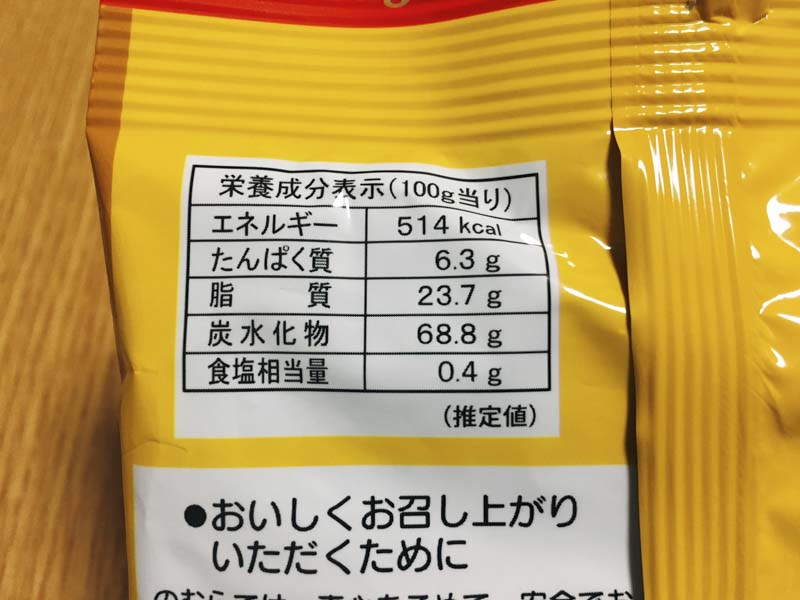 栄養成分表示(100g当り)
エネルギー 514 kcal
たんぱく質 6.3 g
脂質 23.7 g
炭水化物 68.8 g
食塩相当量 0.4 g
(推定値)
●おいしくお召し上がり
いただくために